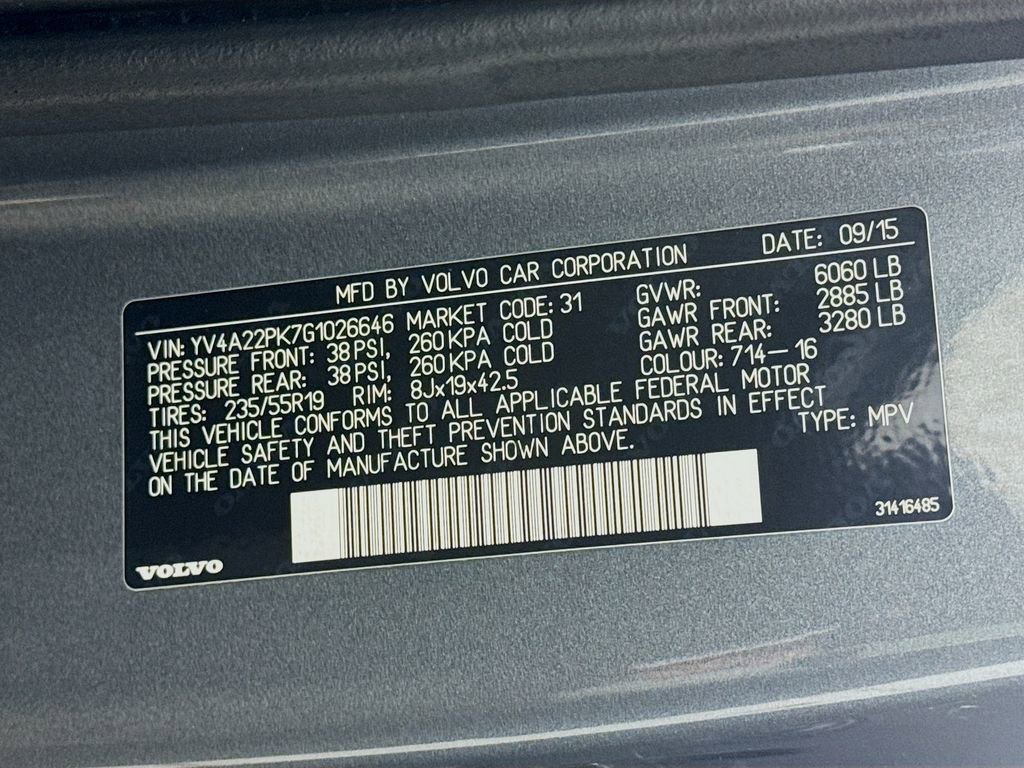 MFD BY VOLVO CAR CORPORATION DATE: 09/15
VIN: YV4A22PK7G1026646 MARKET CODE: 31 GVWR: 6060 LB
PRESSURE FRONT: 38 PSI, 260 KPA COLD GAWR FRONT: 2885 LB
PRESSURE REAR: 38 PSI, 260 KPA COLD GAWR REAR: 3280 LB
TIRES: 235/55R19 RIM: 8Jx19x42.5 COLOUR: 714-16
THIS VEHICLE CONFORMS TO ALL APPLICABLE FEDERAL MOTOR
VEHICLE SAFETY AND THEFT PREVENTION STANDARDS IN EFFECT
ON THE DATE OF MANUFACTURE SHOWN ABOVE. TYPE: MPV
31416485
VOLVO